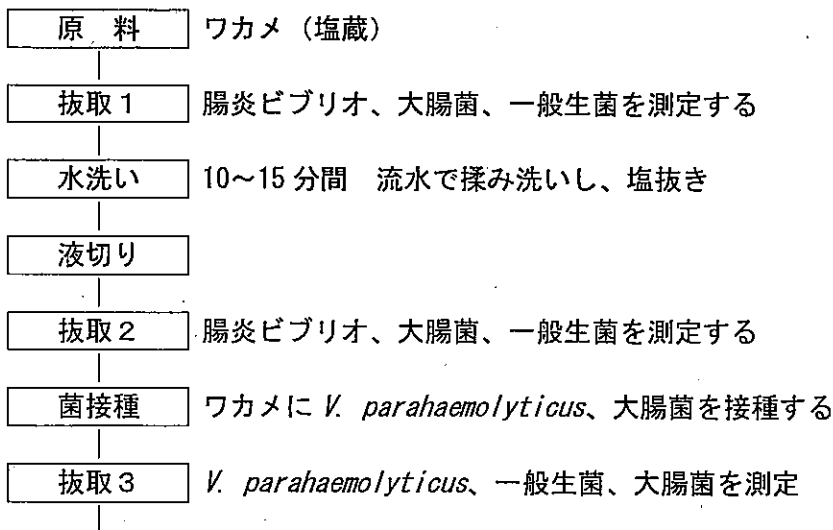 原 料 ワカメ（塩蔵）
抜取１ 腸炎ビブリオ、大腸菌、一般生菌を測定する
水洗い 10～15分間 流水で揉み洗いし、塩抜き
液切り
抜取２ 腸炎ビブリオ、大腸菌、一般生菌を測定する
菌接種 ワカメにV. parahaemolyticus、大腸菌を接種する
抜取３ V. parahaemolyticus、一般生菌、大腸菌を測定